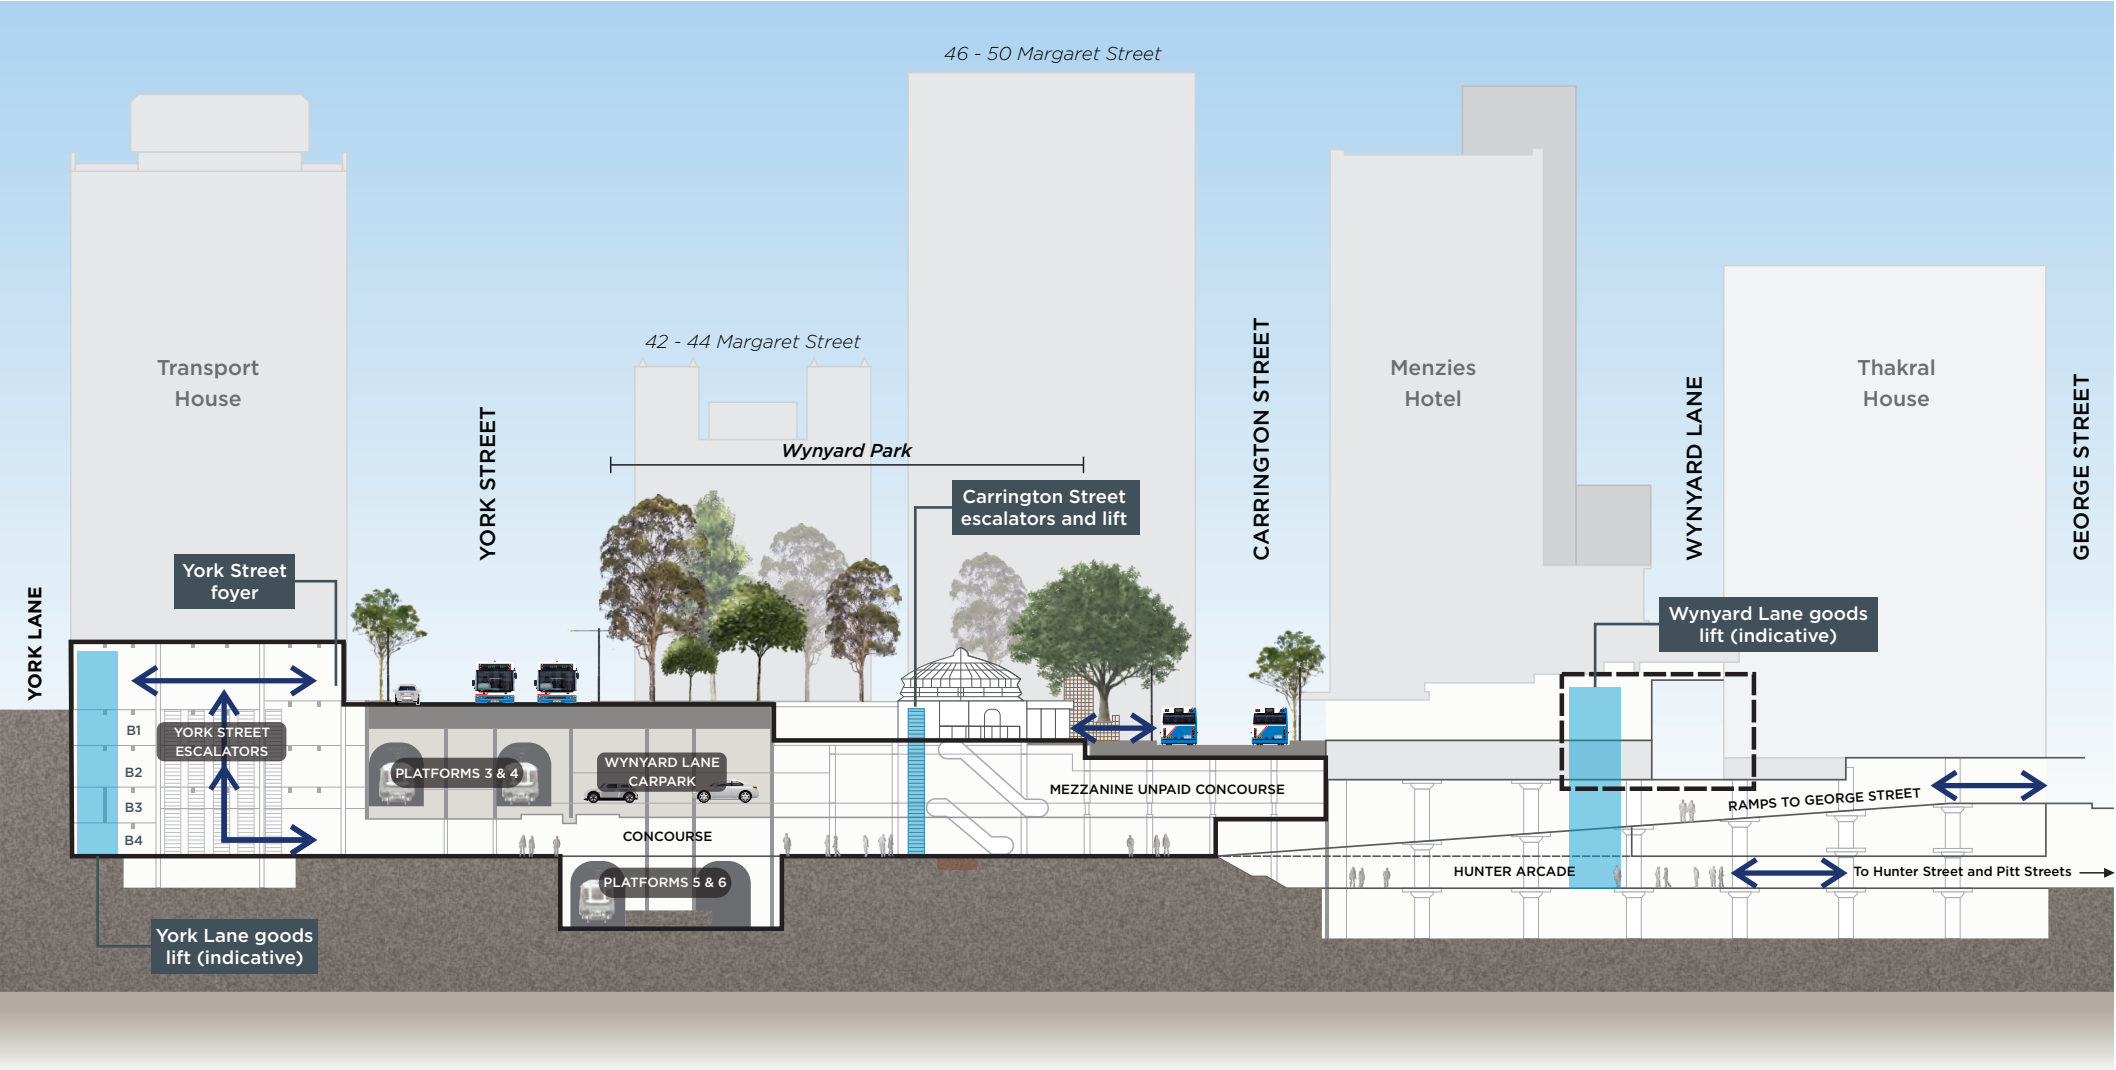 46 - 50 Margaret Street
42 - 44 Margaret Street
Transport
House
Menzies
Hotel
Thakral
House
YORK LANE
YORK STREET
CARRINGTON STREET
WYNYARD LANE
GEORGE STREET
Wynyard Park
Carrington Street
escalators and lift
York Street
foyer
Wynyard Lane goods
lift (indicative)
B1
B2
B3
B4
YORK STREET
ESCALATORS
PLATFORMS 3 & 4
WYNYARD LANE
CARPARK
MEZZANINE UNPAID CONCOURSE
RAMPS TO GEORGE STREET
CONCOURSE
PLATFORMS 5 & 6
HUNTER ARCADE
To Hunter Street and Pitt Streets
York Lane goods
lift (indicative)